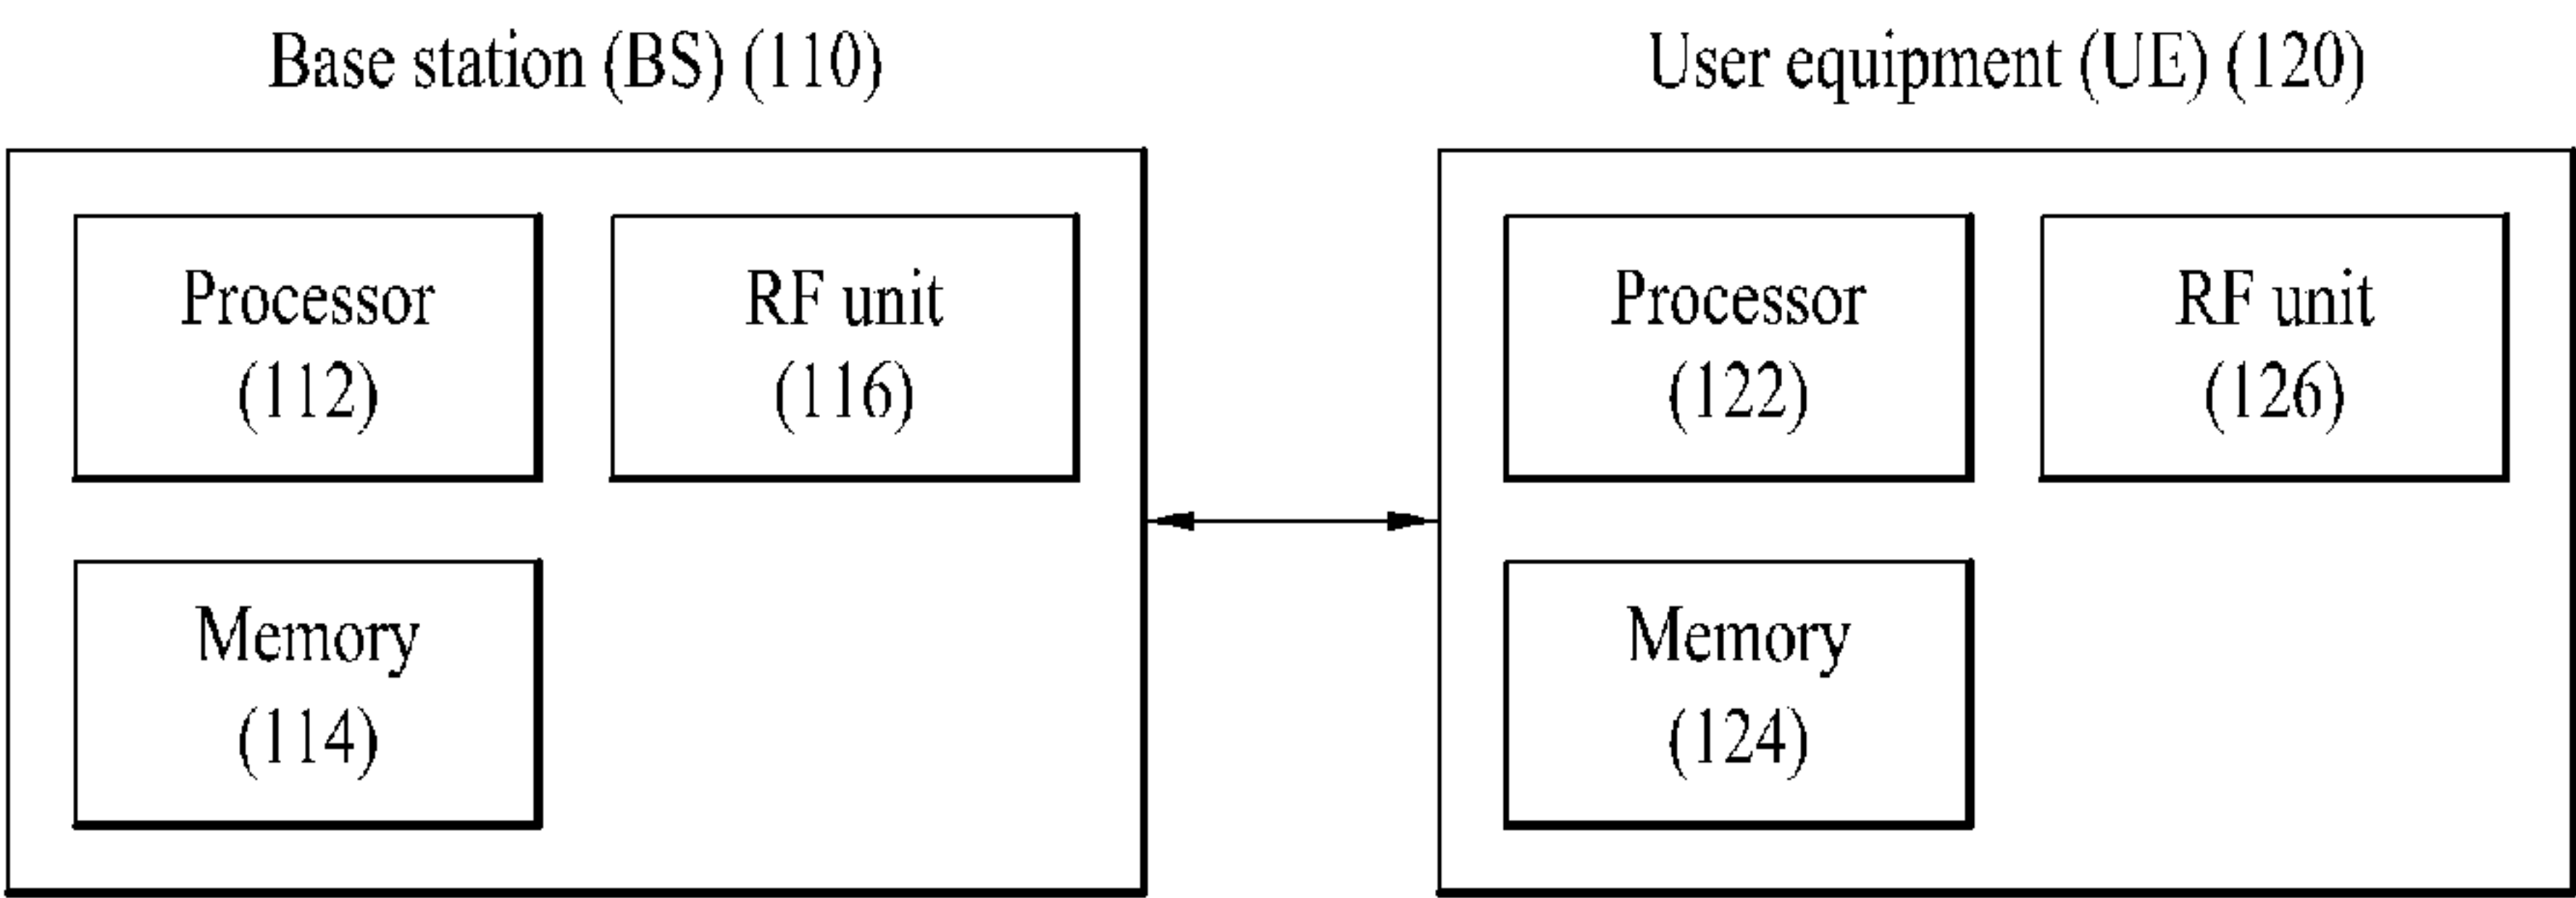 Base station (BS) (110)
Processor
(112)
RF unit
(116)
Memory
(114)
User equipment (UE) (120)
Processor
(122)
RF unit
(126)
Memory
(124)